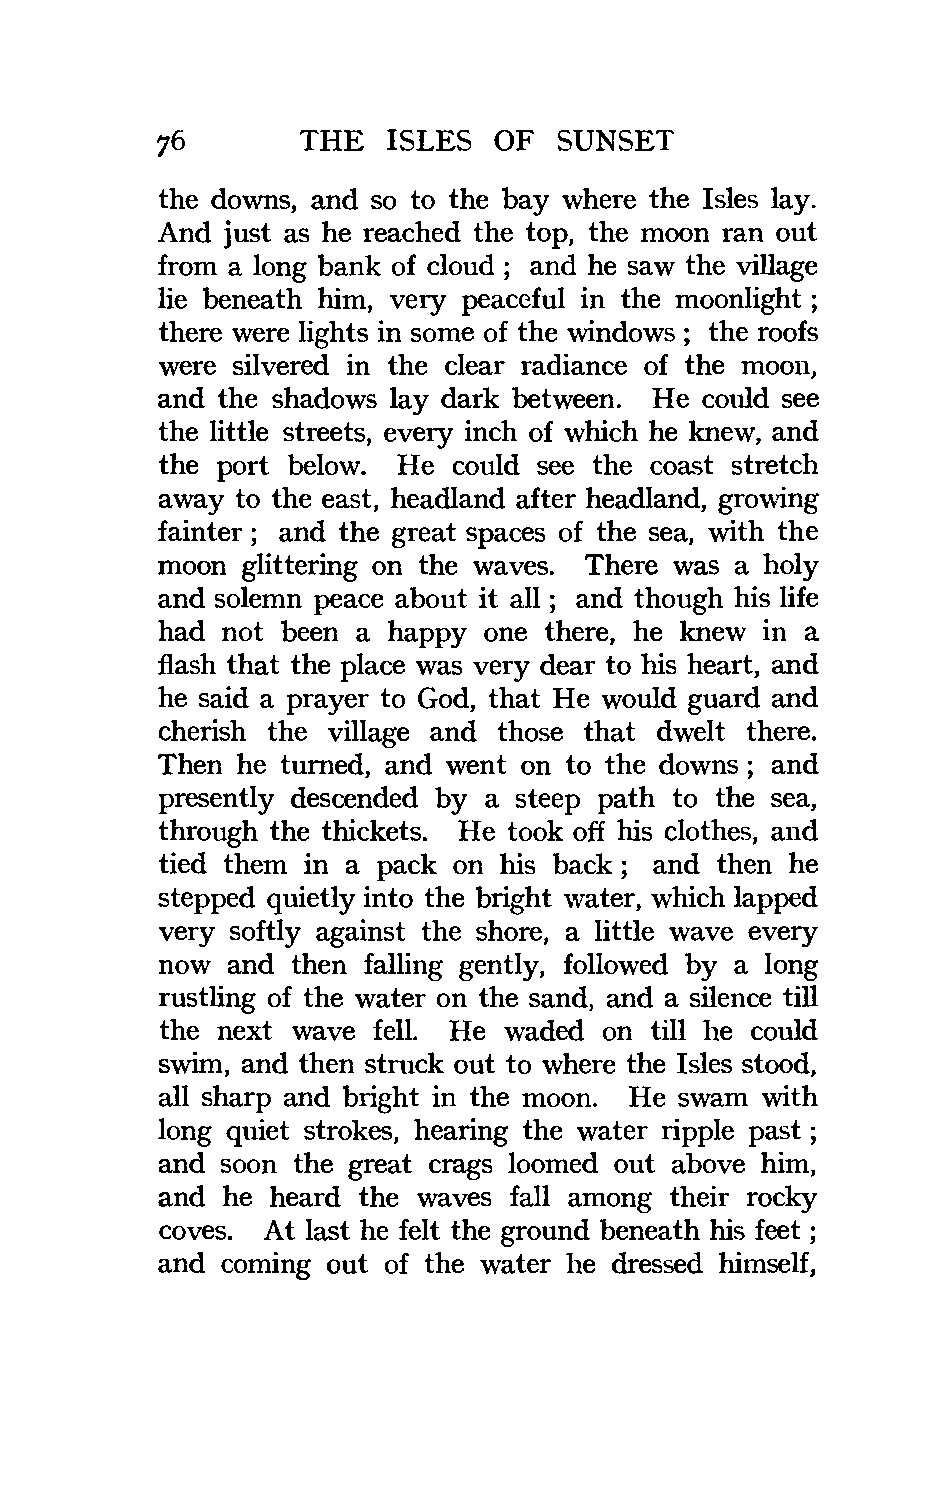 76 THE ISLES OF SUNSET
the downs, and so to the bay where the Isles lay.
And just as he reached the top, the moon ran out
from a long bank of cloud ; and he saw the village
lie beneath him, very peaceful in the moonlight ;
there were lights in some of the windows ; the roofs
were silvered in the clear radiance of the moon,
and the shadows lay dark between. He could see
the little streets, every inch of which he knew, and
the port below. He could see the coast stretch
away to the east, headland after headland, growing
fainter ; and the great spaces of the sea, with the
moon glittering on the waves. There was a holy
and solemn peace about it all ; and though his life
had not been a happy one there, he knew in a
flash that the place was very dear to his heart, and
he said a prayer to God, that He would guard and
cherish the village and those that dwelt there.
Then he turned, and went on to the downs ; and
presently descended by a steep path to the sea,
through the thickets. He took off his clothes, and
tied them in a pack on his back ; and then he
stepped quietly into the bright water, which lapped
very softly against the shore, a little wave every
now and then falling gently, followed by a long
rustling of the water on the sand, and a silence till
the next wave fell. He waded on till he could
swim, and then struck out to where the Isles stood,
all sharp and bright in the moon. He swam with
long quiet strokes, hearing the water ripple past ;
and soon the great crags loomed out above him,
and he heard the waves fall among their rocky
coves. At last he felt the ground beneath his feet ;
and coming out of the water he dressed himself,